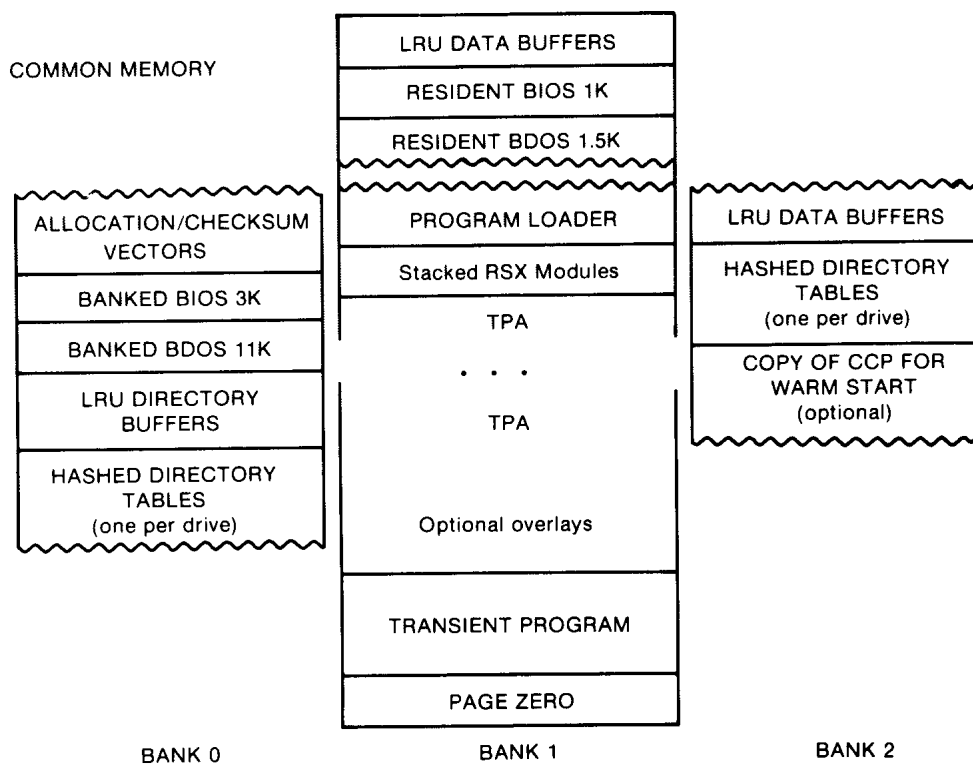 COMMON MEMORY
LRU DATA BUFFERS
RESIDENT BIOS 1K
RESIDENT BDOS 1.5K
ALLOCATION/CHECKSUM
VECTORS
BANKED BIOS 3K
BANKED BDOS 11K
LRU DIRECTORY
BUFFERS
HASHED DIRECTORY
TABLES
(one per drive)
PROGRAM LOADER
Stacked RSX Modules
TPA
. . .
TPA
Optional overlays
TRANSIENT PROGRAM
PAGE ZERO
LRU DATA BUFFERS
HASHED DIRECTORY
TABLES
(one per drive)
COPY OF CCP FOR
WARM START
(optional)
BANK 0
BANK 1
BANK 2